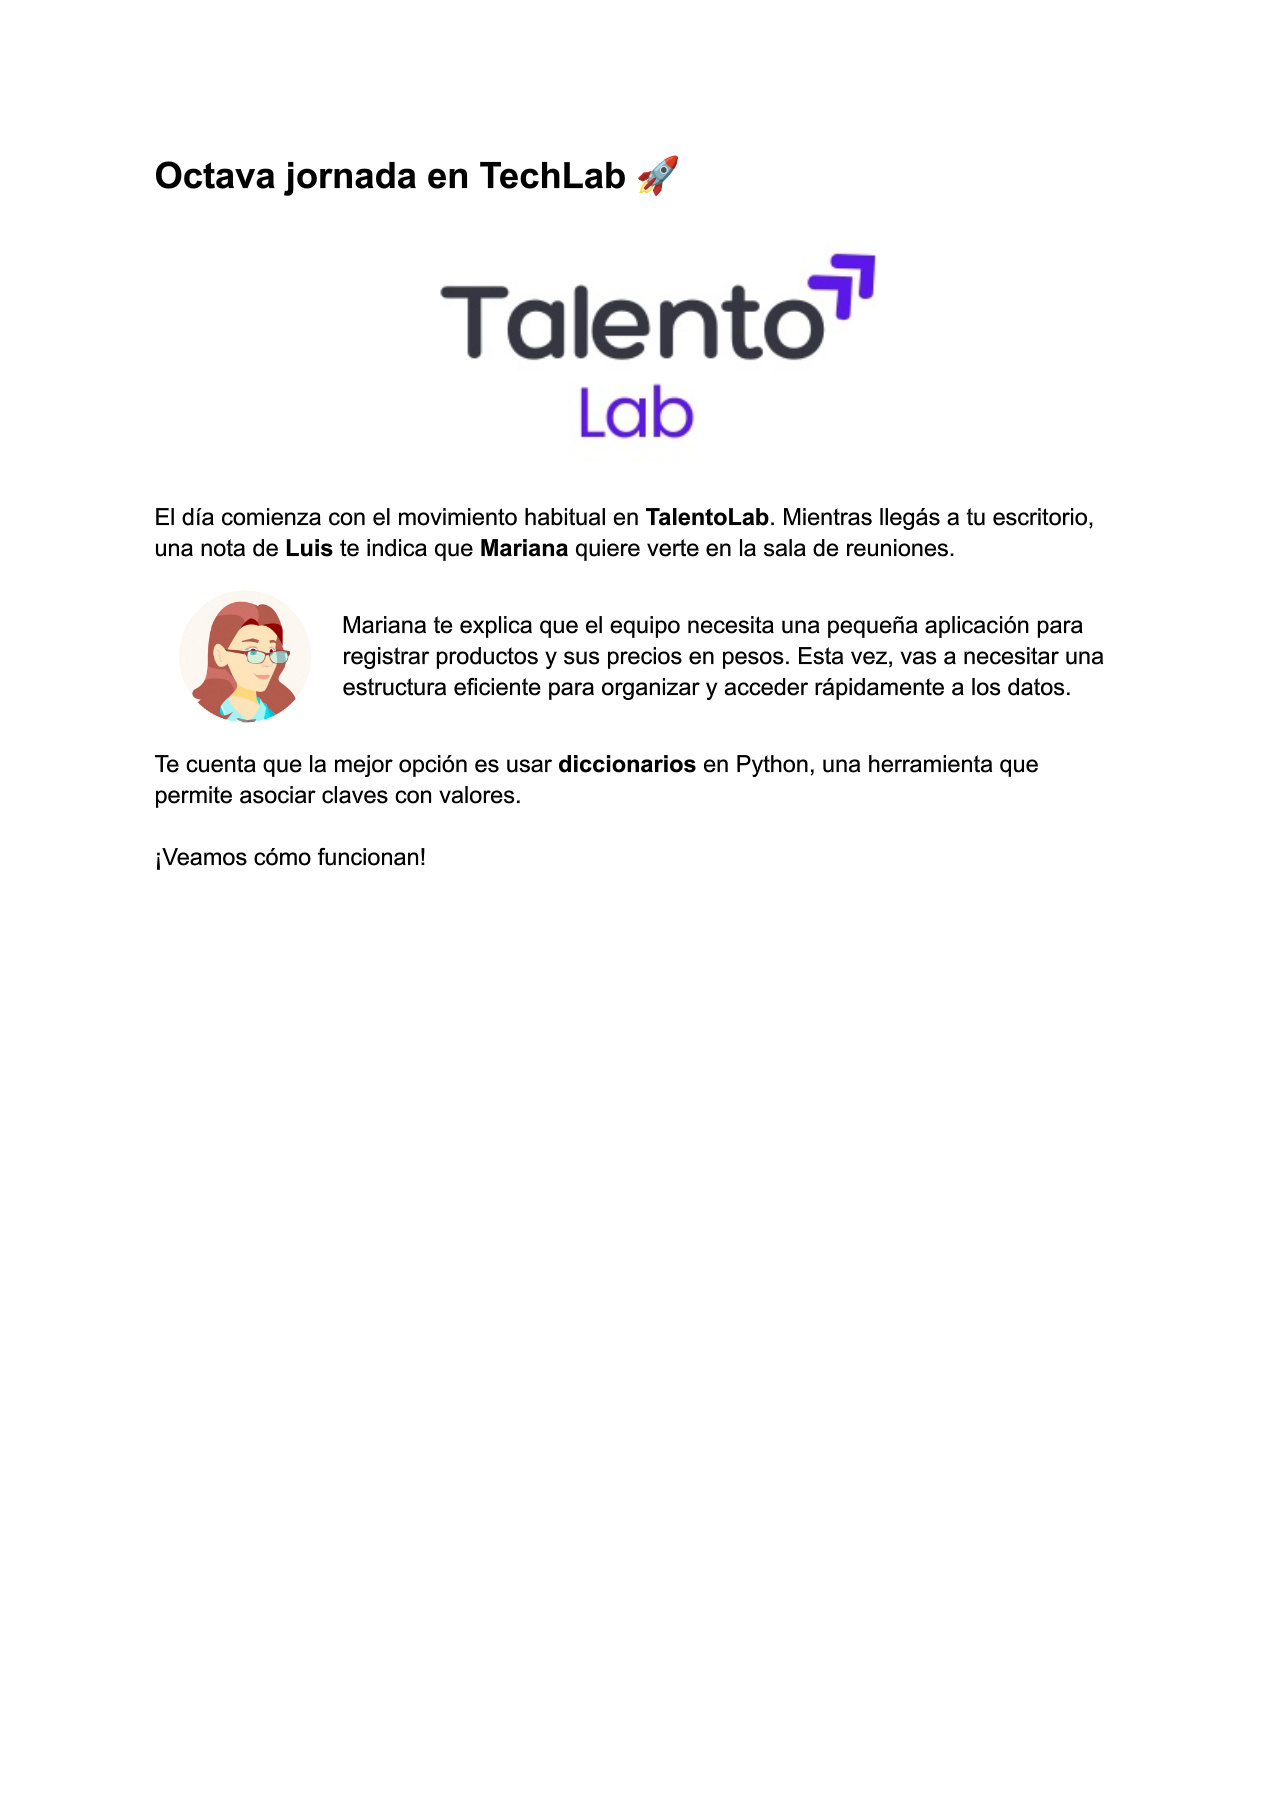 Octava jornada en TechLab 🚀
Talento
Lab
El día comienza con el movimiento habitual en TalentoLab. Mientras llegás a tu escritorio,
una nota de Luis te indica que Mariana quiere verte en la sala de reuniones.
Mariana te explica que el equipo necesita una pequeña aplicación para
registrar productos y sus precios en pesos. Esta vez, vas a necesitar una
estructura eficiente para organizar y acceder rápidamente a los datos.
Te cuenta que la mejor opción es usar diccionarios en Python, una herramienta que
permite asociar claves con valores.
¡Veamos cómo funcionan!